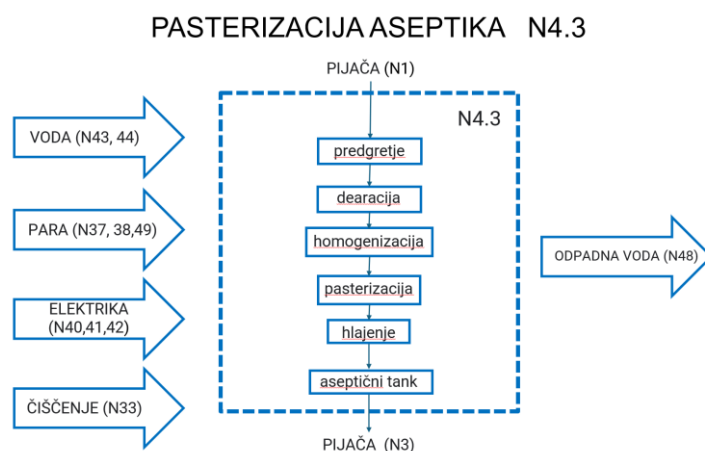 PASTERIZACIJA ASEPTIKA N4.3
PIJAČA (N1)
N4.3
VODA (N43, 44)
predgretje
dearacija
PARA (N37, 38,49)
homogenizacija
ODPADNA VODA (N48)
pasterizacija
ELEKTRIKA
(N40,41,42)
hlajenje
aseptični tank
ČIŠČENJE (N33)
PIJAČA (N3)